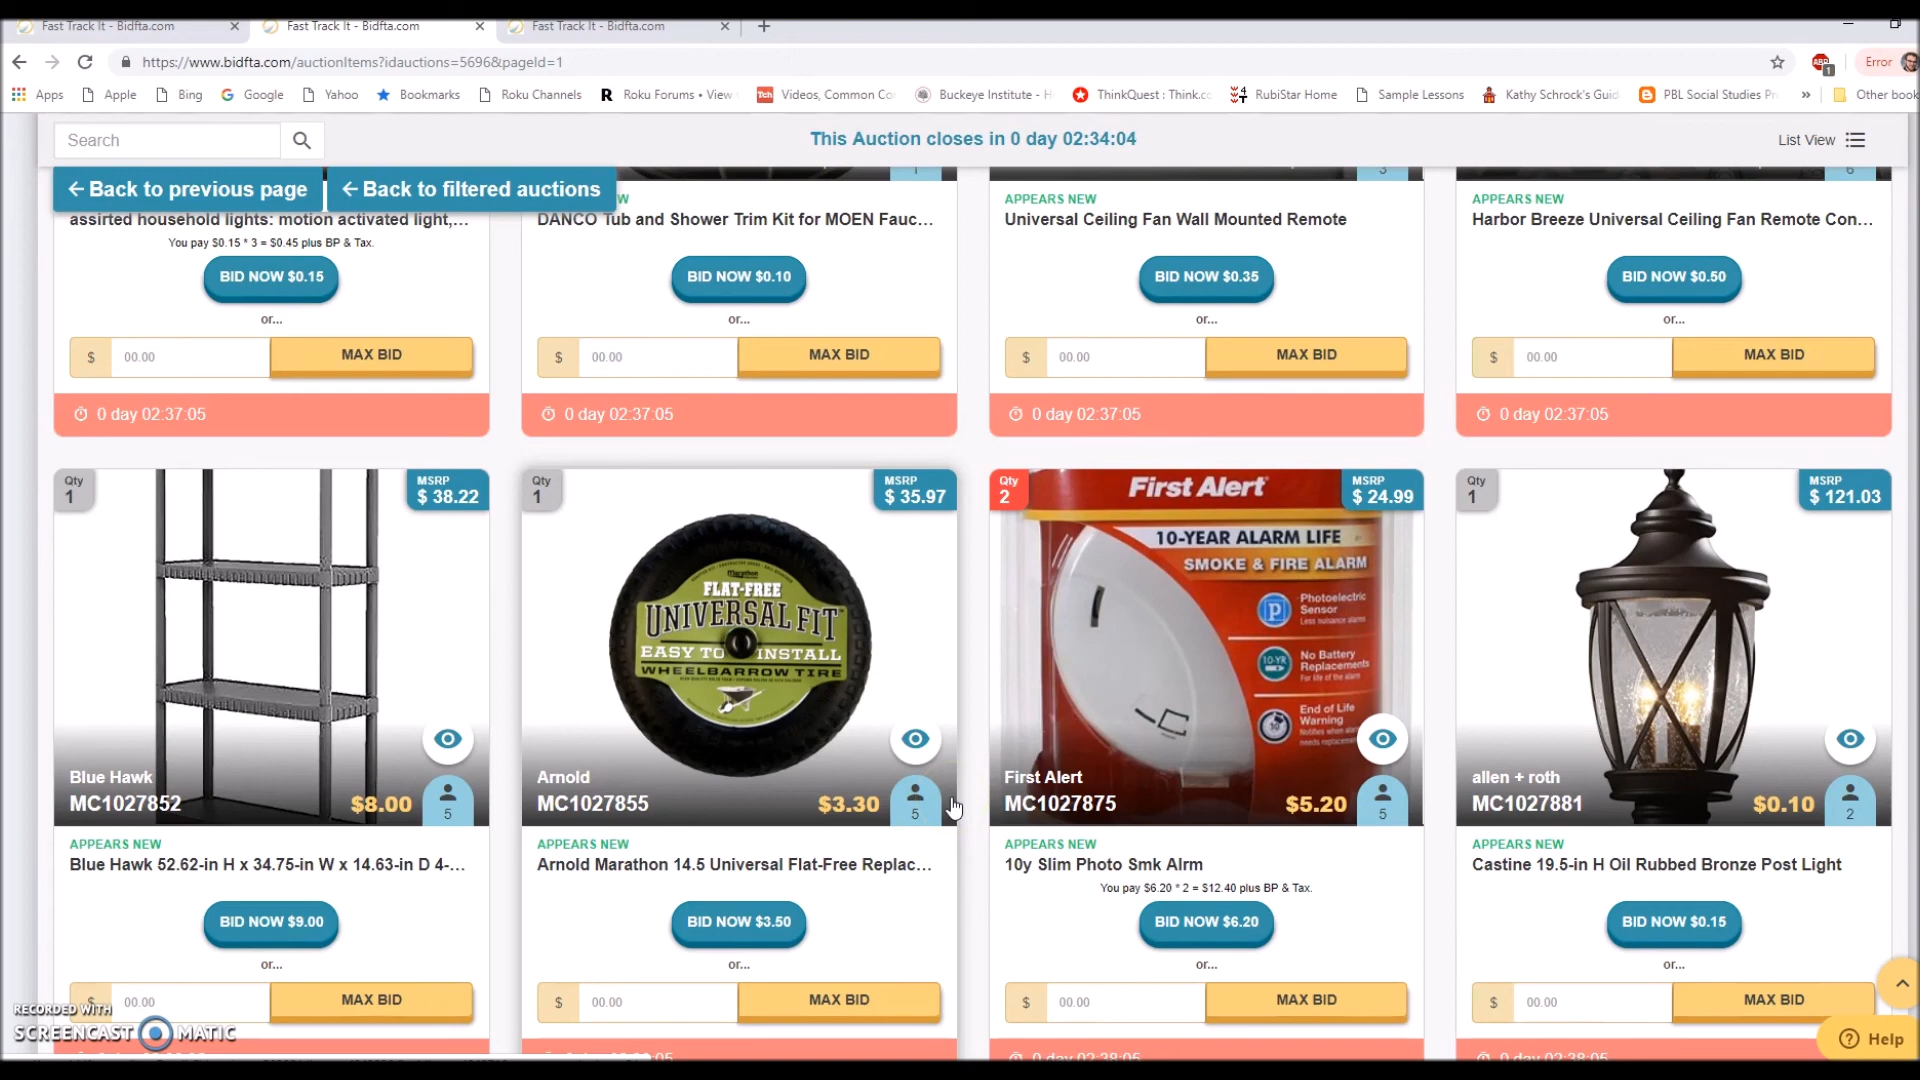 Fast Track It - Bidfta.com
Fast Track It - Bidfta.com
Fast Track It - Bidfta.com
https://www.bidfta.com/auctionItems?idauctions=5696&pageId=1
ABP
1
Error
Apps
Apple
Bing
Google
Yahoo
Bookmarks
Roku Channels
Roku Forums • View
Videos, Common Co
Buckeye Institute - H
ThinkQuest : Think.co
RubiStar Home
Sample Lessons
Kathy Schrock's Guid
PBL Social Studies Pr
»
Other book
Search
This Auction closes in 0 day 02:34:04
List View
Back to previous page
Back to filtered auctions
1
3
6
APPEARS NEW
APPEARS NEW
assirted household lights: motion activated light,...
DANCO Tub and Shower Trim Kit for MOEN Fauc...
Universal Ceiling Fan Wall Mounted Remote
Harbor Breeze Universal Ceiling Fan Remote Con...
You pay $0.15 * 3 = $0.45 plus BP & Tax.
BID NOW $0.15
BID NOW $0.10
BID NOW $0.35
BID NOW $0.50
or...
or...
or...
or...
$ 00.00 MAX BID
$ 00.00 MAX BID
$ 00.00 MAX BID
$ 00.00 MAX BID
0 day 02:37:05
0 day 02:37:05
0 day 02:37:05
0 day 02:37:05
Qty
1
MSRP
$ 38.22
Blue Hawk
MC1027852
$8.00
5
APPEARS NEW
Blue Hawk 52.62-in H x 34.75-in W x 14.63-in D 4-...
BID NOW $9.00
or...
00.00 MAX BID
Qty
1
MSRP
$ 35.97
Marathon
FLAT-FREE
UNIVERSAL FIT
EASY TO INSTALL
WHEELBARROW TIRE
Arnold
MC1027855
$3.30
5
APPEARS NEW
Arnold Marathon 14.5 Universal Flat-Free Replac...
BID NOW $3.50
or...
$ 00.00 MAX BID
Qty
2
MSRP
$ 24.99
First Alert
10-YEAR ALARM LIFE
SMOKE & FIRE ALARM
P
Photoelectric
Sensor
Less nuisance alarms
10-YR
No Battery
Replacements
For life of the alarm
End of Life
Warning
First Alert
MC1027875
$5.20
5
APPEARS NEW
10y Slim Photo Smk Alrm
You pay $6.20 * 2 = $12.40 plus BP & Tax.
BID NOW $6.20
or...
$ 00.00 MAX BID
Qty
1
MSRP
$ 121.03
allen + roth
MC1027881
$0.10
2
APPEARS NEW
Castine 19.5-in H Oil Rubbed Bronze Post Light
BID NOW $0.15
or...
$ 00.00 MAX BID
Help
RECORDED WITH
SCREENCAST MATIC